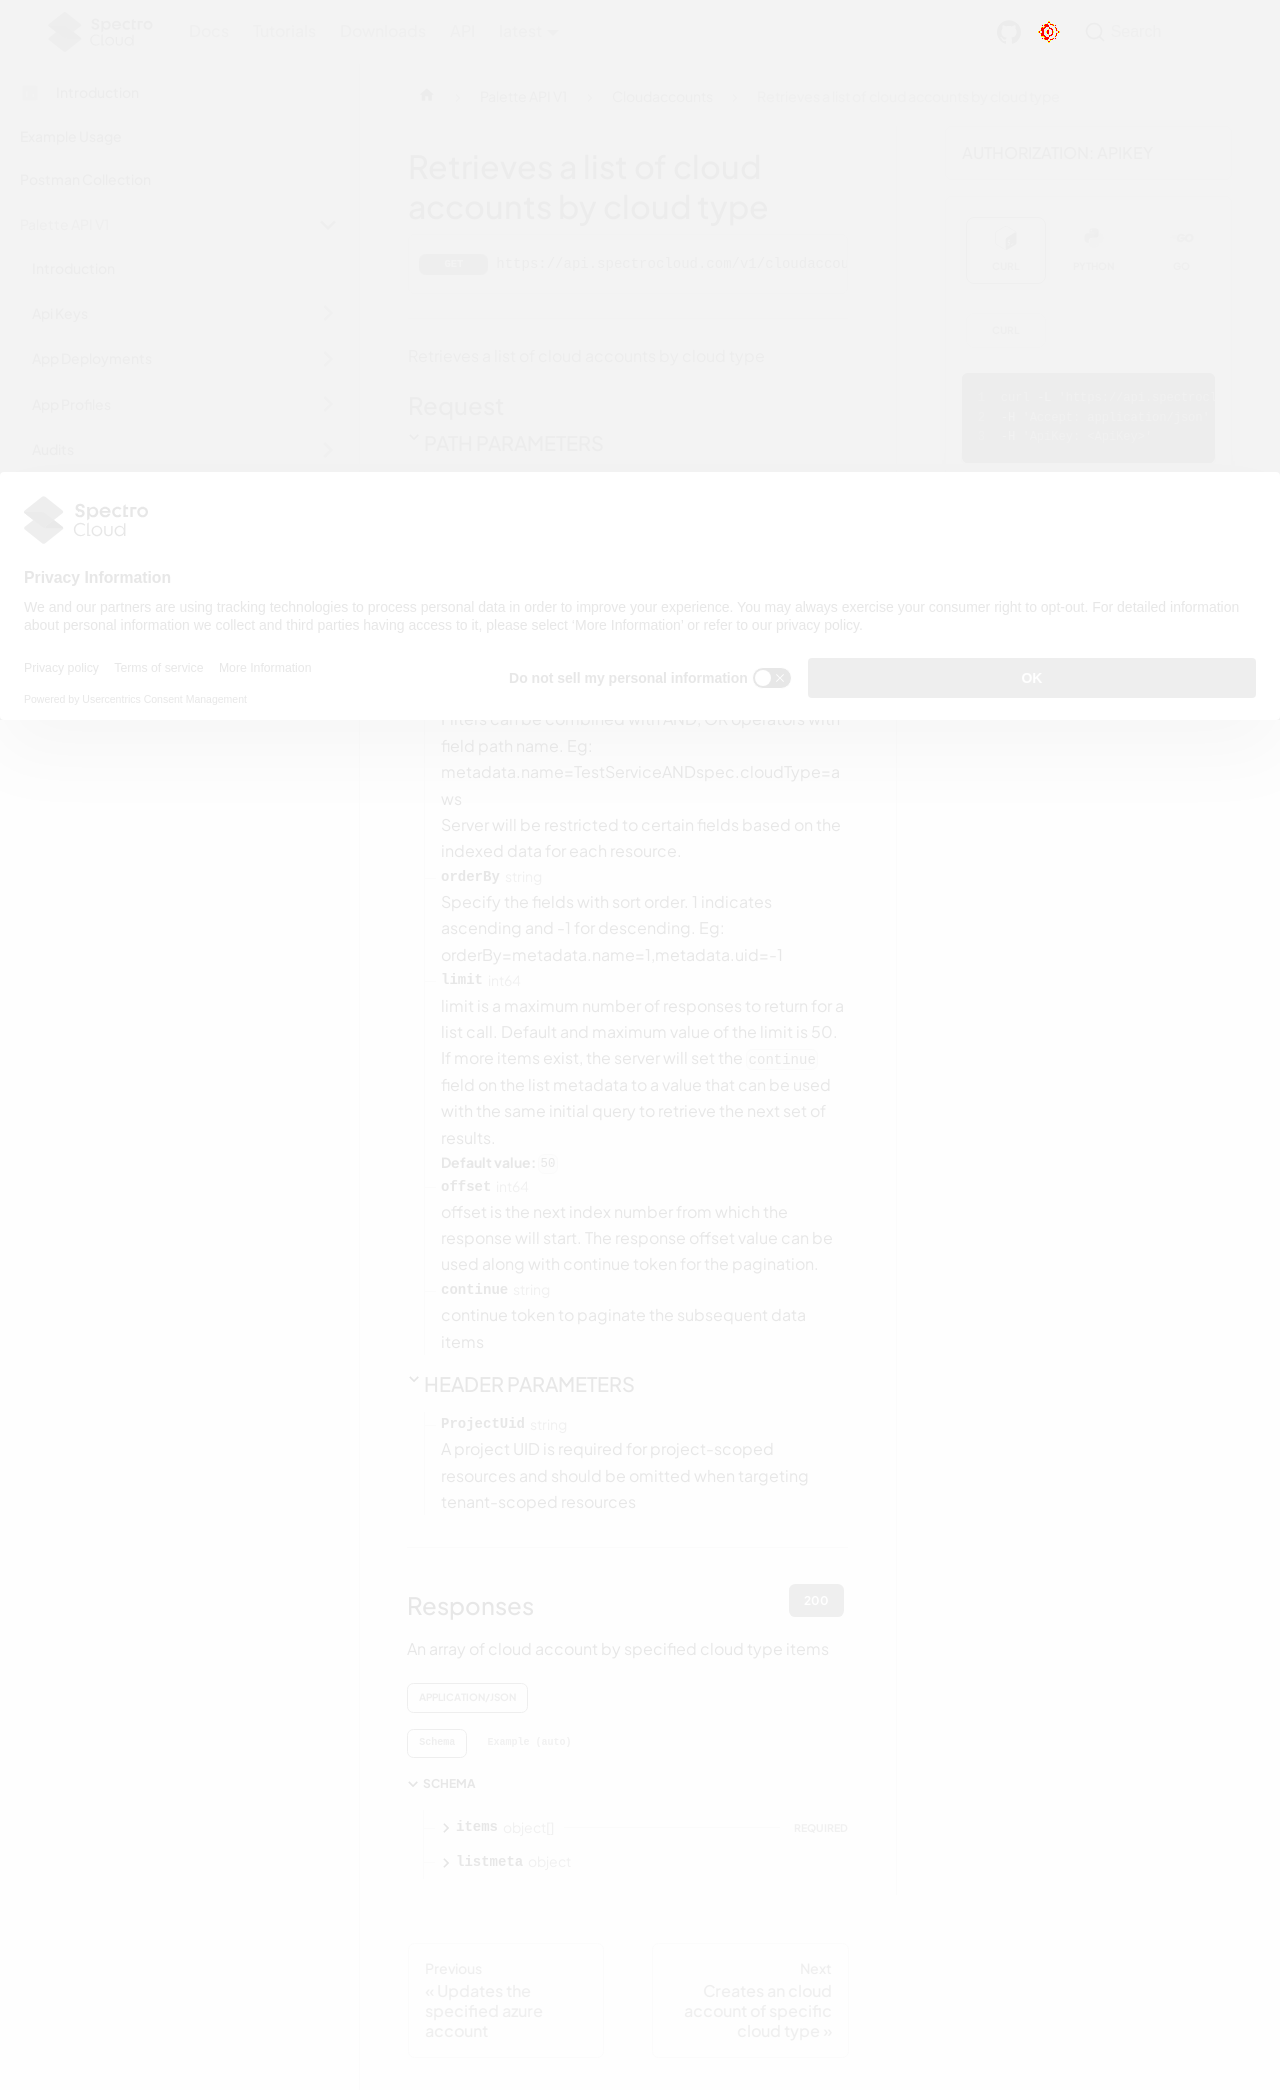 Spectro
Cloud
Docs
Tutorials
Downloads
API
latest
Search
Introduction
Example Usage
Postman Collection
Palette API V1
Introduction
Api Keys
App Deployments
App Profiles
Audits
Palette API V1
Cloudaccounts
Retrieves a list of cloud accounts by cloud type
Retrieves a list of cloud
accounts by cloud type
GET
https://api.spectrocloud.com/v1/cloudaccou
Retrieves a list of cloud accounts by cloud type
Request
PATH PARAMETERS
AUTHORIZATION: APIKEY
CURL
PYTHON
GO
CURL
Spectro
Cloud
Privacy Information
We and our partners are using tracking technologies to process personal data in order to improve your experience. You may always exercise your consumer right to opt-out. For detailed information
about personal information we collect and third parties having access to it, please select 'More Information' or refer to our privacy policy.
Privacy policy
Terms of service
More Information
Powered by Usercentrics Consent Management
Do not sell my personal information
OK
Filters can be combined with AND, OR operators with
field path name. Eg:
metadata.name=TestServiceANDspec.cloudType=a
ws
Server will be restricted to certain fields based on the
indexed data for each resource.
orderBy string
Specify the fields with sort order. 1 indicates
ascending and -1 for descending. Eg:
orderBy=metadata.name=1,metadata.uid=-1
limit int64
limit is a maximum number of responses to return for a
list call. Default and maximum value of the limit is 50.
If more items exist, the server will set the continue
field on the list metadata to a value that can be used
with the same initial query to retrieve the next set of
results.
Default value: 50
offset int64
offset is the next index number from which the
response will start. The response offset value can be
used along with continue token for the pagination.
continue string
continue token to paginate the subsequent data
items
HEADER PARAMETERS
ProjectUid string
A project UID is required for project-scoped
resources and should be omitted when targeting
tenant-scoped resources
Responses
200
An array of cloud account by specified cloud type items
APPLICATION/JSON
Schema
Example (auto)
SCHEMA
items object[]
REQUIRED
listmeta object
Previous
« Updates the
specified azure
account
Next
Creates an cloud
account of specific
cloud type »